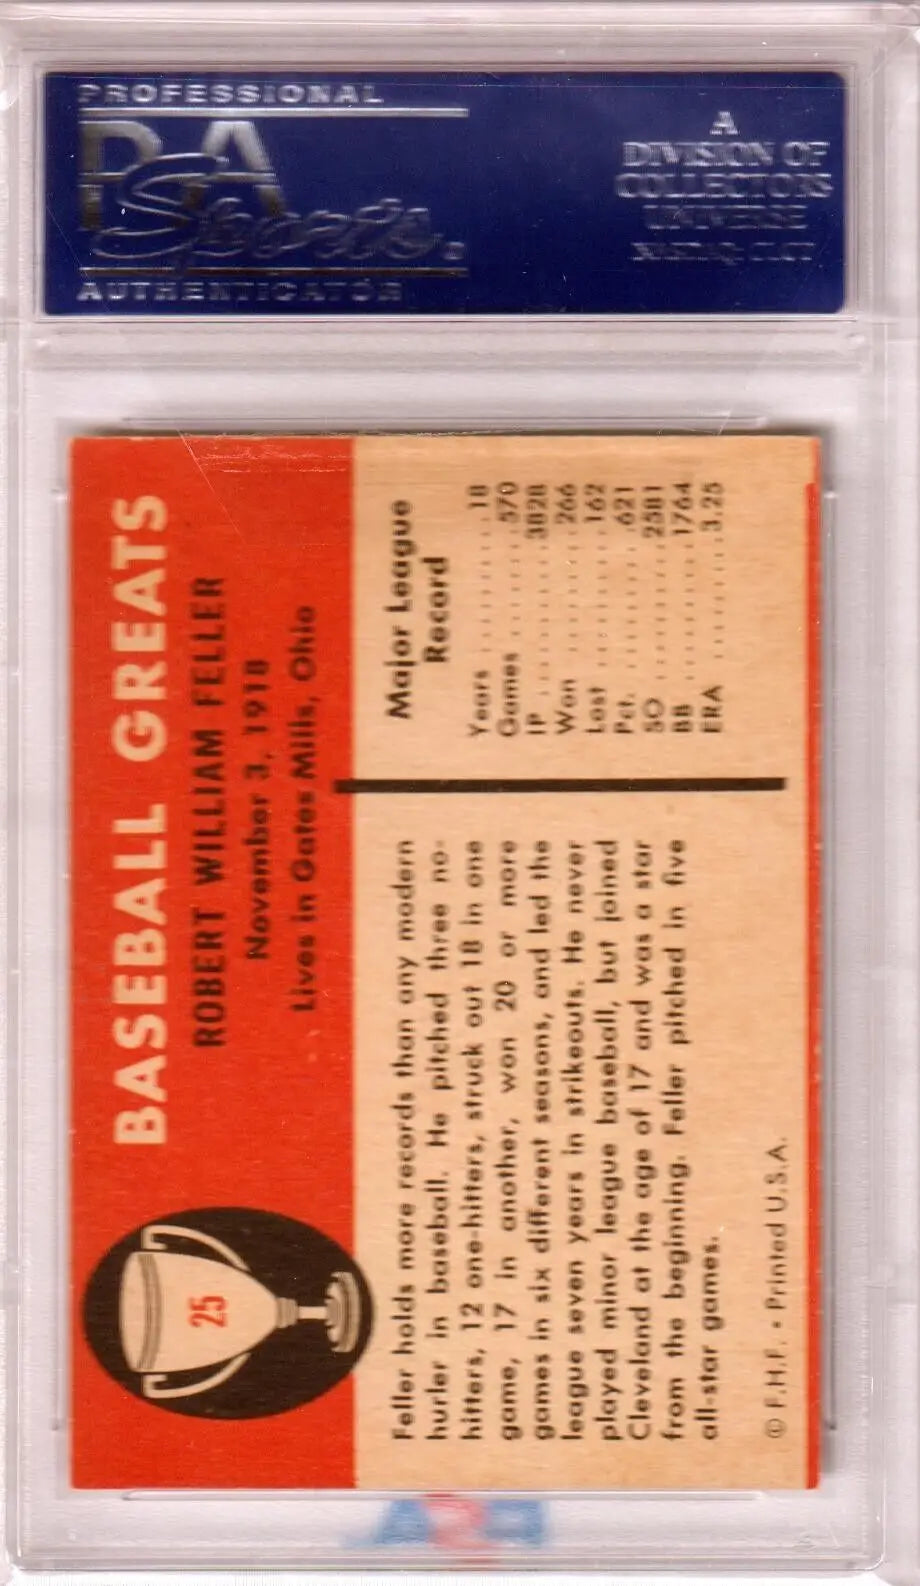 PROFESSIONAL
PSA
Sports
AUTHENTICATOR
A
DIVISION OF
COLLECTORS
UNIVERSE
NASDAQ: CLCT
25
BASEBALL GREATS
ROBERT WILLIAM FELLER
November 3, 1918
Lives in Gates Mills, Ohio
Feller holds more records than any modern
hurler in baseball. He pitched three no-
hitters, 12 one-hitters, struck out 18 in one
game, 17 in another, won 20 or more
games in six different seasons, and led the
league seven years in strikeouts. He never
played minor league baseball, but joined
Cleveland at the age of 17 and was a star
from the beginning. Feller pitched in five
all-star games.
Major League
Record
Years 18
Games 570
IP 3828
Won 266
Lost 162
Pct. .621
SO 2581
BB 1764
ERA 3.25
© F.H.F. • Printed U.S.A.